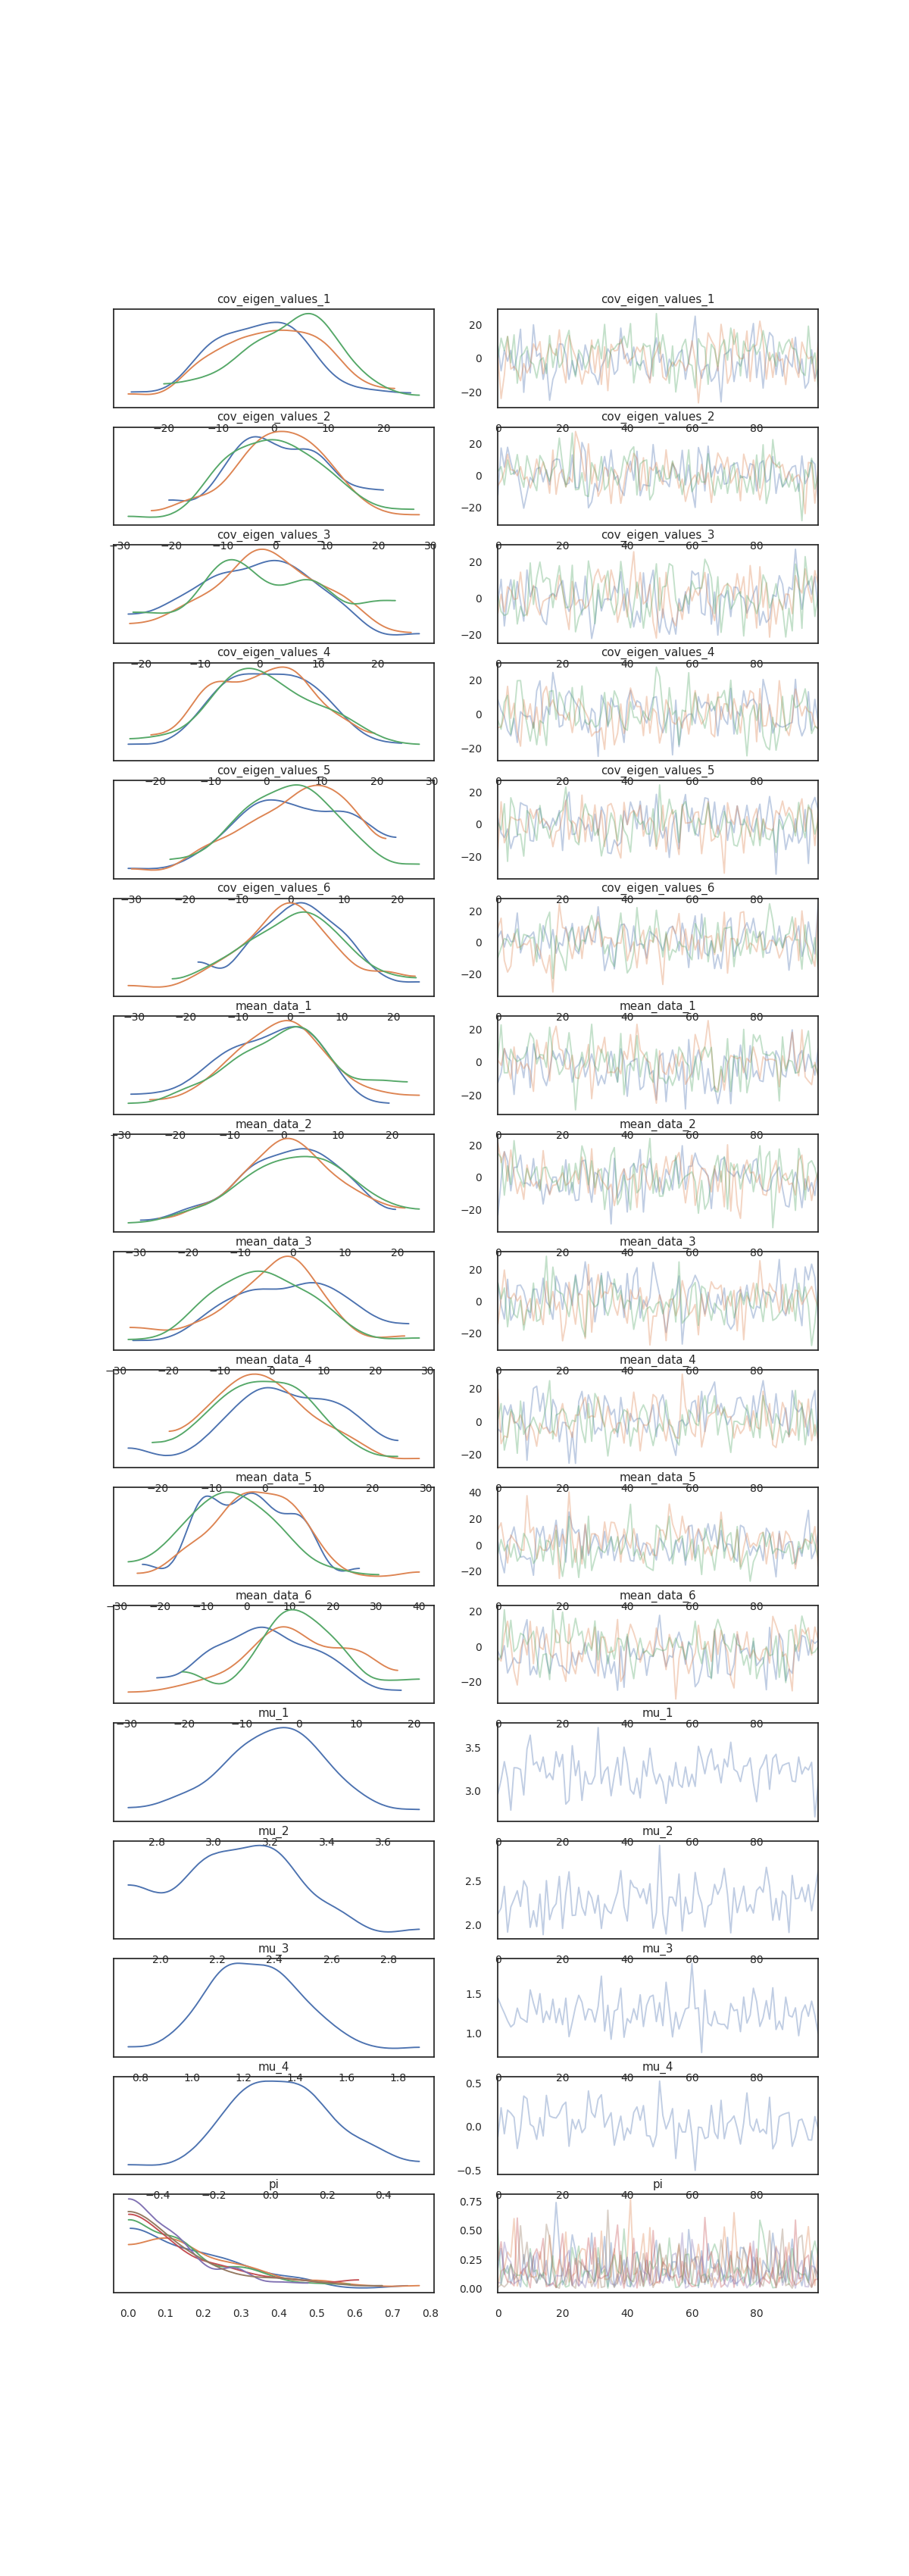 cov_eigen_values_1 cov_eigen_values_1
20
0
−20
−20 −10 0 10 20 0 20 40 60 80
cov_eigen_values_2 cov_eigen_values_2
20
0
−20
−30 −20 −10 0 10 20 30 0 20 40 60 80
cov_eigen_values_3 cov_eigen_values_3
20
0
−20
−20 −10 0 10 20 0 20 40 60 80
cov_eigen_values_4 cov_eigen_values_4
20
0
−20
−20 −10 0 10 20 30 0 20 40 60 80
cov_eigen_values_5 cov_eigen_values_5
20
0
−20
−30 −20 −10 0 10 20 0 20 40 60 80
cov_eigen_values_6 cov_eigen_values_6
20
0
−20
−30 −20 −10 0 10 20 0 20 40 60 80
mean_data_1 mean_data_1
20
0
−20
−30 −20 −10 0 10 20 0 20 40 60 80
mean_data_2 mean_data_2
20
0
−20
−30 −20 −10 0 10 20 0 20 40 60 80
mean_data_3 mean_data_3
20
0
−20
−30 −20 −10 0 10 20 30 0 20 40 60 80
mean_data_4 mean_data_4
20
0
−20
−20 −10 0 10 20 30 0 20 40 60 80
mean_data_5 mean_data_5
40
20
0
−20
−30 −20 −10 0 10 20 30 40 0 20 40 60 80
mean_data_6 mean_data_6
20
0
−20
−30 −20 −10 0 10 20 0 20 40 60 80
mu_1 mu_1
3.5
3.0
2.8 3.0 3.2 3.4 3.6 0 20 40 60 80
mu_2 mu_2
2.5
2.0
2.0 2.2 2.4 2.6 2.8 0 20 40 60 80
mu_3 mu_3
1.5
1.0
0.8 1.0 1.2 1.4 1.6 1.8 0 20 40 60 80
mu_4 mu_4
0.5
0.0
−0.5
−0.4 −0.2 0.0 0.2 0.4 0 20 40 60 80
pi pi
0.75
0.50
0.25
0.00
0.0 0.1 0.2 0.3 0.4 0.5 0.6 0.7 0.8 0 20 40 60 80